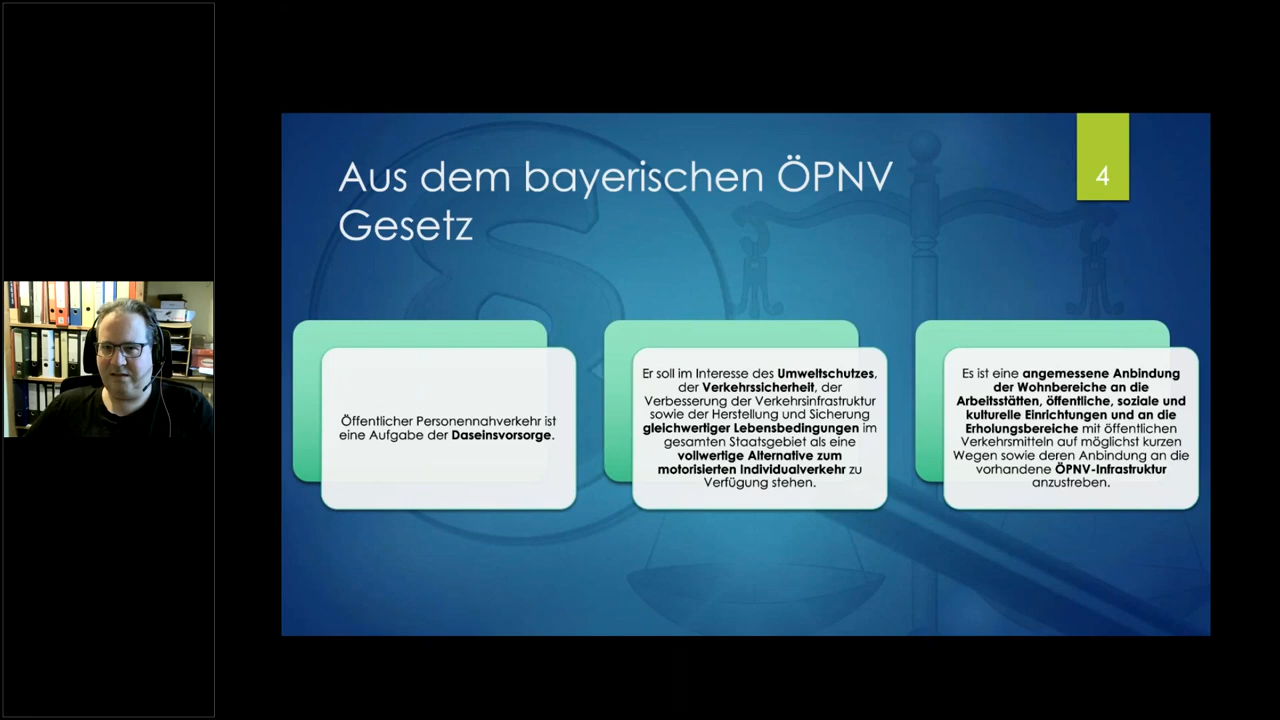 Aus dem bayerischen ÖPNV
Gesetz
4
Öffentlicher Personennahverkehr ist
eine Aufgabe der Daseinsvorsorge.
Er soll im Interesse des Umweltschutzes,
der Verkehrssicherheit, der
Verbesserung der Verkehrsinfrastruktur
sowie der Herstellung und Sicherung
gleichwertiger Lebensbedingungen im
gesamten Staatsgebiet als eine
vollwertige Alternative zum
motorisierten Individualverkehr zu
Verfügung stehen.
Es ist eine angemessene Anbindung
der Wohnbereiche an die
Arbeitsstätten, öffentliche, soziale und
kulturelle Einrichtungen und an die
Erholungsbereiche mit öffentlichen
Verkehrsmitteln auf möglichst kurzen
Wegen sowie deren Anbindung an die
vorhandene ÖPNV-Infrastruktur
anzustreben.